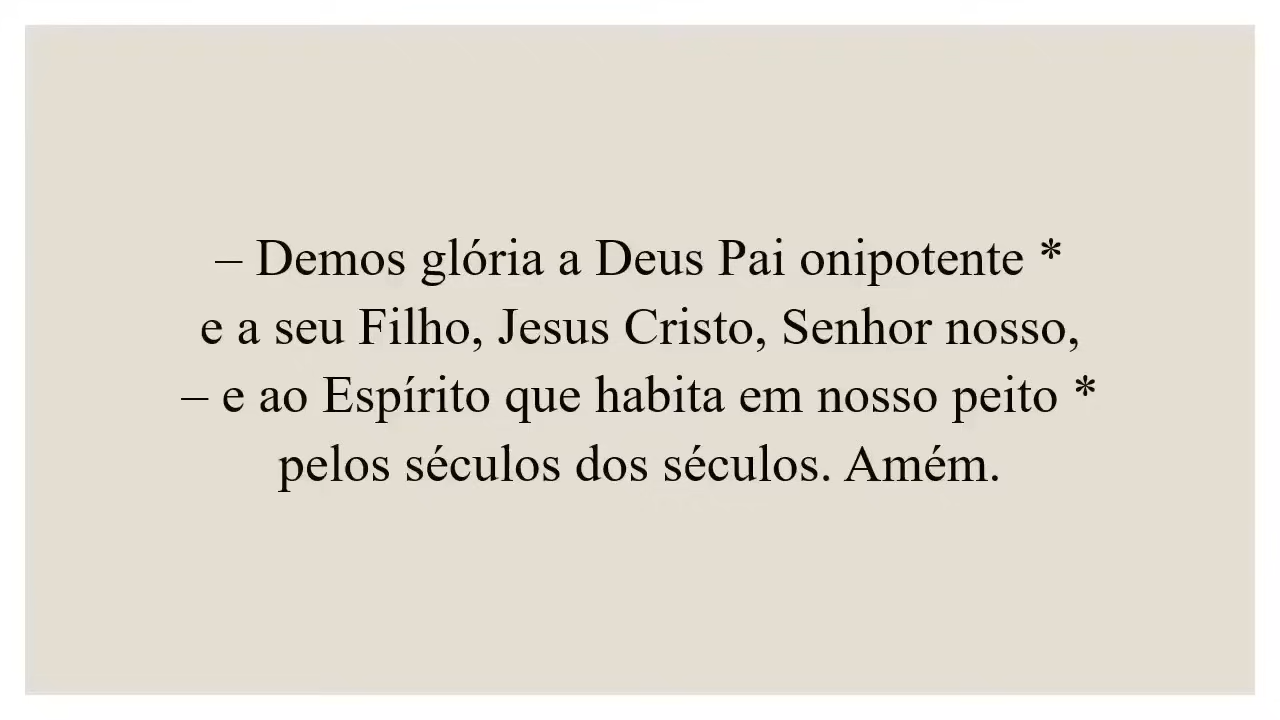 – Demos glória a Deus Pai onipotente *
e a seu Filho, Jesus Cristo, Senhor nosso,
– e ao Espírito que habita em nosso peito *
pelos séculos dos séculos. Amém.